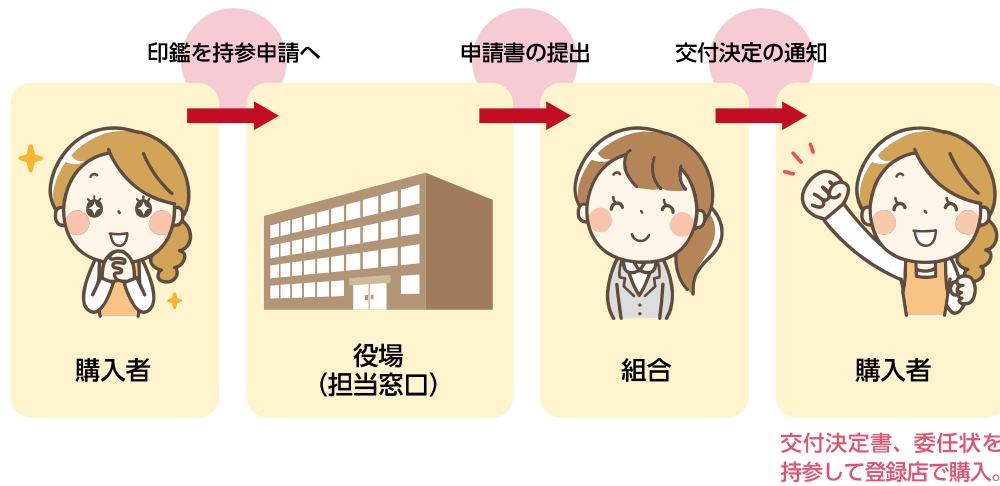 印鑑を持参申請へ
申請書の提出
交付決定の通知
購入者
役場
（担当窓口）
組合
購入者
交付決定書、委任状を
持参して登録店で購入。